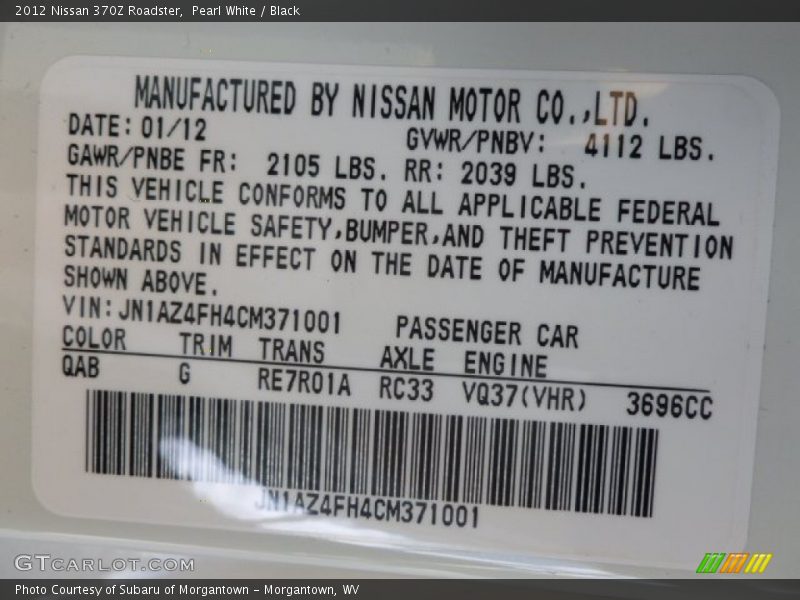 2012 Nissan 370Z Roadster,  Pearl White / Black
MANUFACTURED BY NISSAN MOTOR CO.,LTD.
DATE: 01/12 GVWR/PNBV: 4112 LBS.
GAWR/PNBE FR: 2105 LBS. RR: 2039 LBS.
THIS VEHICLE CONFORMS TO ALL APPLICABLE FEDERAL
MOTOR VEHICLE SAFETY,BUMPER,AND THEFT PREVENTION
STANDARDS IN EFFECT ON THE DATE OF MANUFACTURE
SHOWN ABOVE.
VIN:JN1AZ4FH4CM371001 PASSENGER CAR
COLOR TRIM TRANS AXLE ENGINE
QAB G RE7R01A RC33 VQ37(VHR) 3696CC
JN1AZ4FH4CM371001
GTCARLOT.COM
Photo Courtesy of Subaru of Morgantown - Morgantown, WV